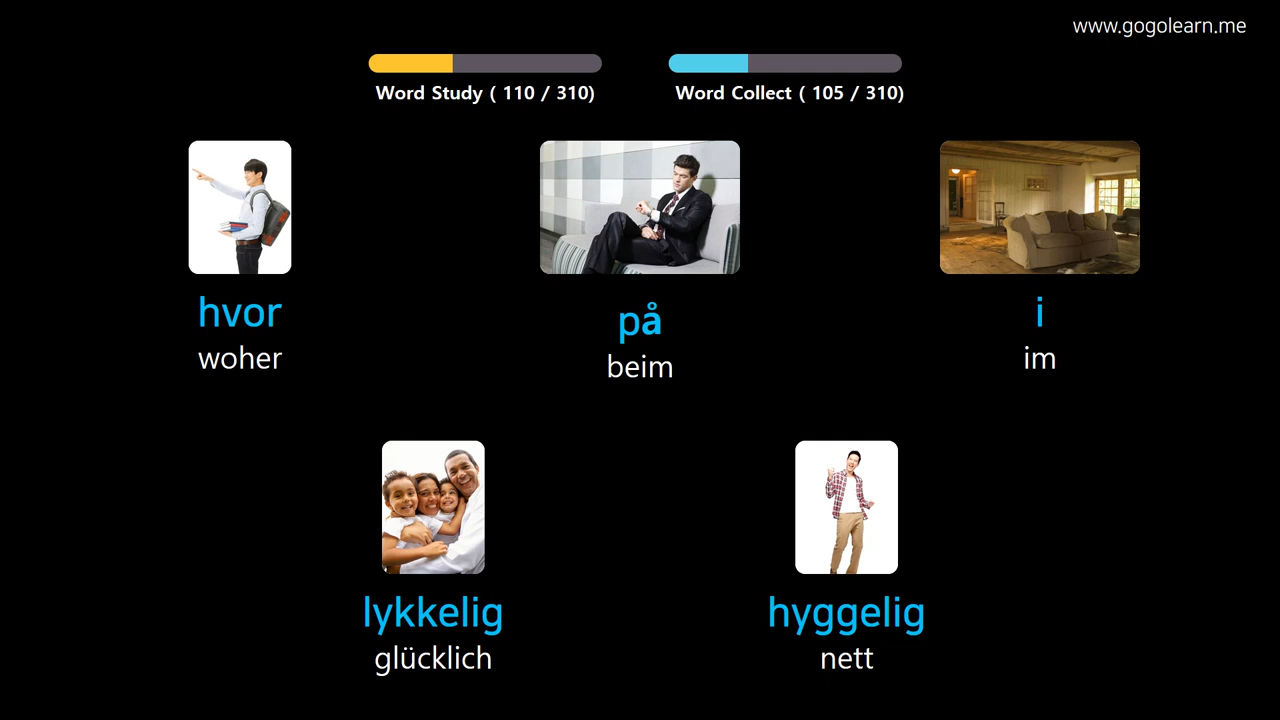 www.gogolearn.me
Word Study ( 110 / 310)
Word Collect ( 105 / 310)
hvor
woher
på
beim
i
im
lykkelig
glücklich
hyggelig
nett